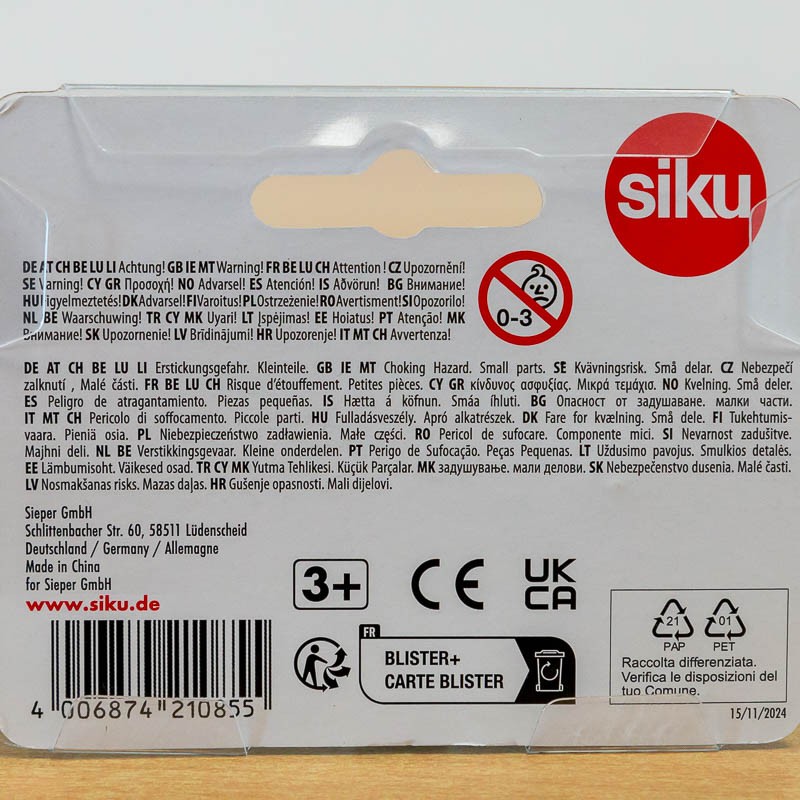 siku
DE AT CH BE LU LI Achtung! GB IE MT Warning! FR BE LU CH Attention ! CZ Upozornění!
SE Varning! CY GR Προσοχή! NO Advarsel! ES Atención! IS Aðvörun! BG Внимание!
HU Figyelmeztetés! DK Advarsel! FI Varoitus! PL Ostrzeżenie! RO Avertisment! SI Opozorilo!
NL BE Waarschuwing! TR CY MK Uyari! LT Įspėjimas! EE Hoiatus! PT Atenção! MK
Внимание! SK Upozornenie! LV Brīdinājumi! HR Upozorenje! IT MT CH Avvertenza!
0-3
DE AT CH BE LU LI Erstickungsgefahr. Kleinteile. GB IE MT Choking Hazard. Small parts. SE Kvävningsrisk. Små delar. CZ Nebezpečí
zalknutí , Malé části. FR BE LU CH Risque d'étouffement. Petites pièces. CY GR κίνδυνος ασφυξίας. Μικρά τεμάχισ. NO Kvelning. Små deler.
ES Peligro de atragantamiento. Piezas pequeñas. IS Hætta á köfnun. Smáa íhluti. BG Опасност от задушаване. малки части.
IT MT CH Pericolo di soffocamento. Piccole parti. HU Fulladásveszély. Apró alkatrészek. DK Fare for kvælning. Små dele. FI Tukehtumis-
vaara. Pieniä osia. PL Niebezpieczeństwo zadławienia. Małe części. RO Pericol de sufocare. Componente mici. SI Nevarnost zadušitve.
Majhni deli. NL BE Verstikkingsgevaar. Kleine onderdelen. PT Perigo de Sufocação. Peças Pequenas. LT Uždusimo pavojus. Smulkios detalės.
EE Lämbumisoht. Väikesed osad. TR CY MK Yutma Tehlikesi. Küçük Parçalar. MK задушување. мали делови. SK Nebezpečenstvo dusenia. Malé časti.
LV Nosmakšanas risks. Mazas daļas. HR Gušenje opasnosti. Mali dijelovi.
Sieper GmbH
Schlittenbacher Str. 60, 58511 Lüdenscheid
Deutschland / Germany / Allemagne
Made in China
for Sieper GmbH
www.siku.de
3+
CE
UK
CA
4 006874 210855
FR
BLISTER+
CARTE BLISTER
21
PAP
01
PET
Raccolta differenziata.
Verifica le disposizioni del
tuo Comune.
15/11/2024